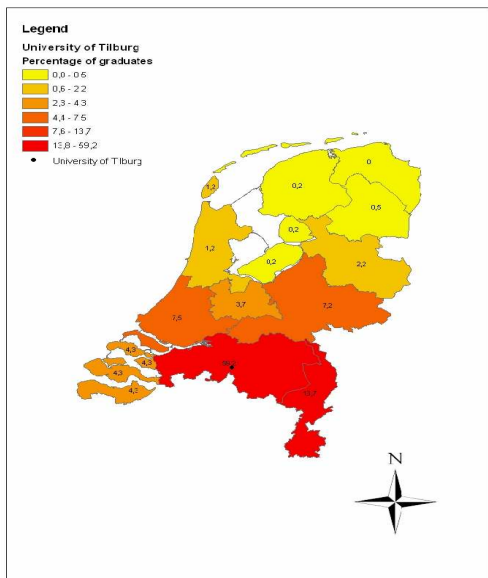 Legend
University of Tilburg
Percentage of graduates
0,0 - 0,5
0,6 - 2,2
2,3 - 4,3
4,4 - 7,5
7,6 - 13,7
13,8 - 59,2
University of Tilburg
0
0,2
1,2
0,5
0,2
1,2
0,2
2,2
3,7
7,2
7,5
4,3
4,3
4,3
4,3
N